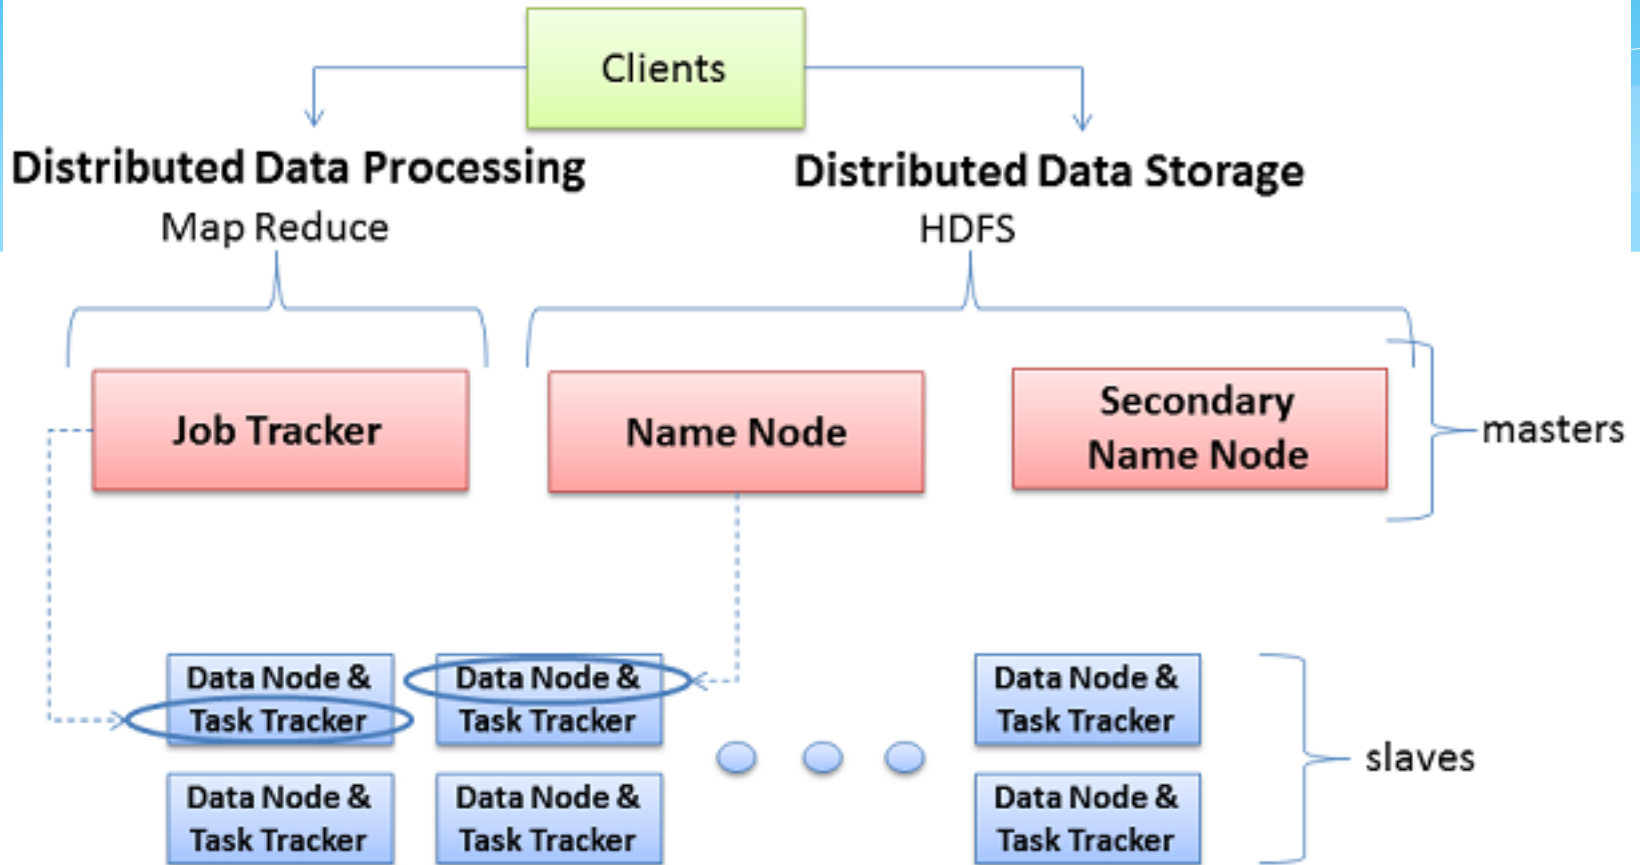 Clients
Distributed Data Processing
Map Reduce
Distributed Data Storage
HDFS
Job Tracker
Name Node
Secondary
Name Node
masters
Data Node &
Task Tracker
Data Node &
Task Tracker
Data Node &
Task Tracker
slaves
Data Node &
Task Tracker
Data Node &
Task Tracker
Data Node &
Task Tracker